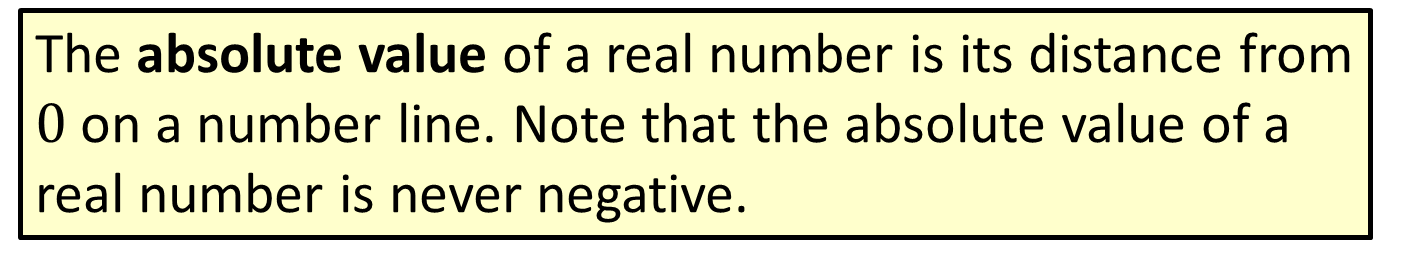 The absolute value of a real number is its distance from
0 on a number line. Note that the absolute value of a
real number is never negative.